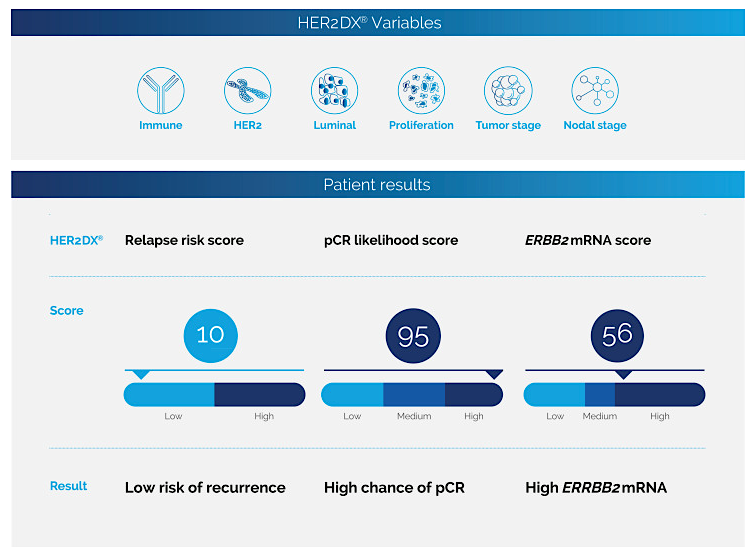 HER2DX® Variables
Immune
HER2
Luminal
Proliferation
Tumor stage
Nodal stage
Patient results
HER2DX® Relapse risk score pCR likelihood score ERBB2 mRNA score
Score
10 95 56
Low High Low Medium High Low Medium High
Result Low risk of recurrence High chance of pCR High ERRBB2 mRNA